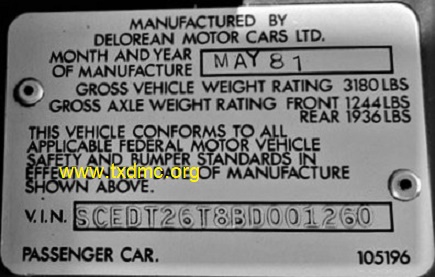 MANUFACTURED BY
DELOREAN MOTOR CARS LTD.
MONTH AND YEAR
OF MANUFACTURE MAY 81
GROSS VEHICLE WEIGHT RATING 3180 LBS
GROSS AXLE WEIGHT RATING FRONT 1244 LBS
REAR 1936 LBS
THIS VEHICLE CONFORMS TO ALL
APPLICABLE FEDERAL MOTOR VEHICLE
SAFETY AND BUMPER STANDARDS IN
OF MANUFACTURE
www.txdmc.org
SHOWN ABOVE.
V.I.N. SCEDT26T8BD001260
PASSENGER CAR. 105196